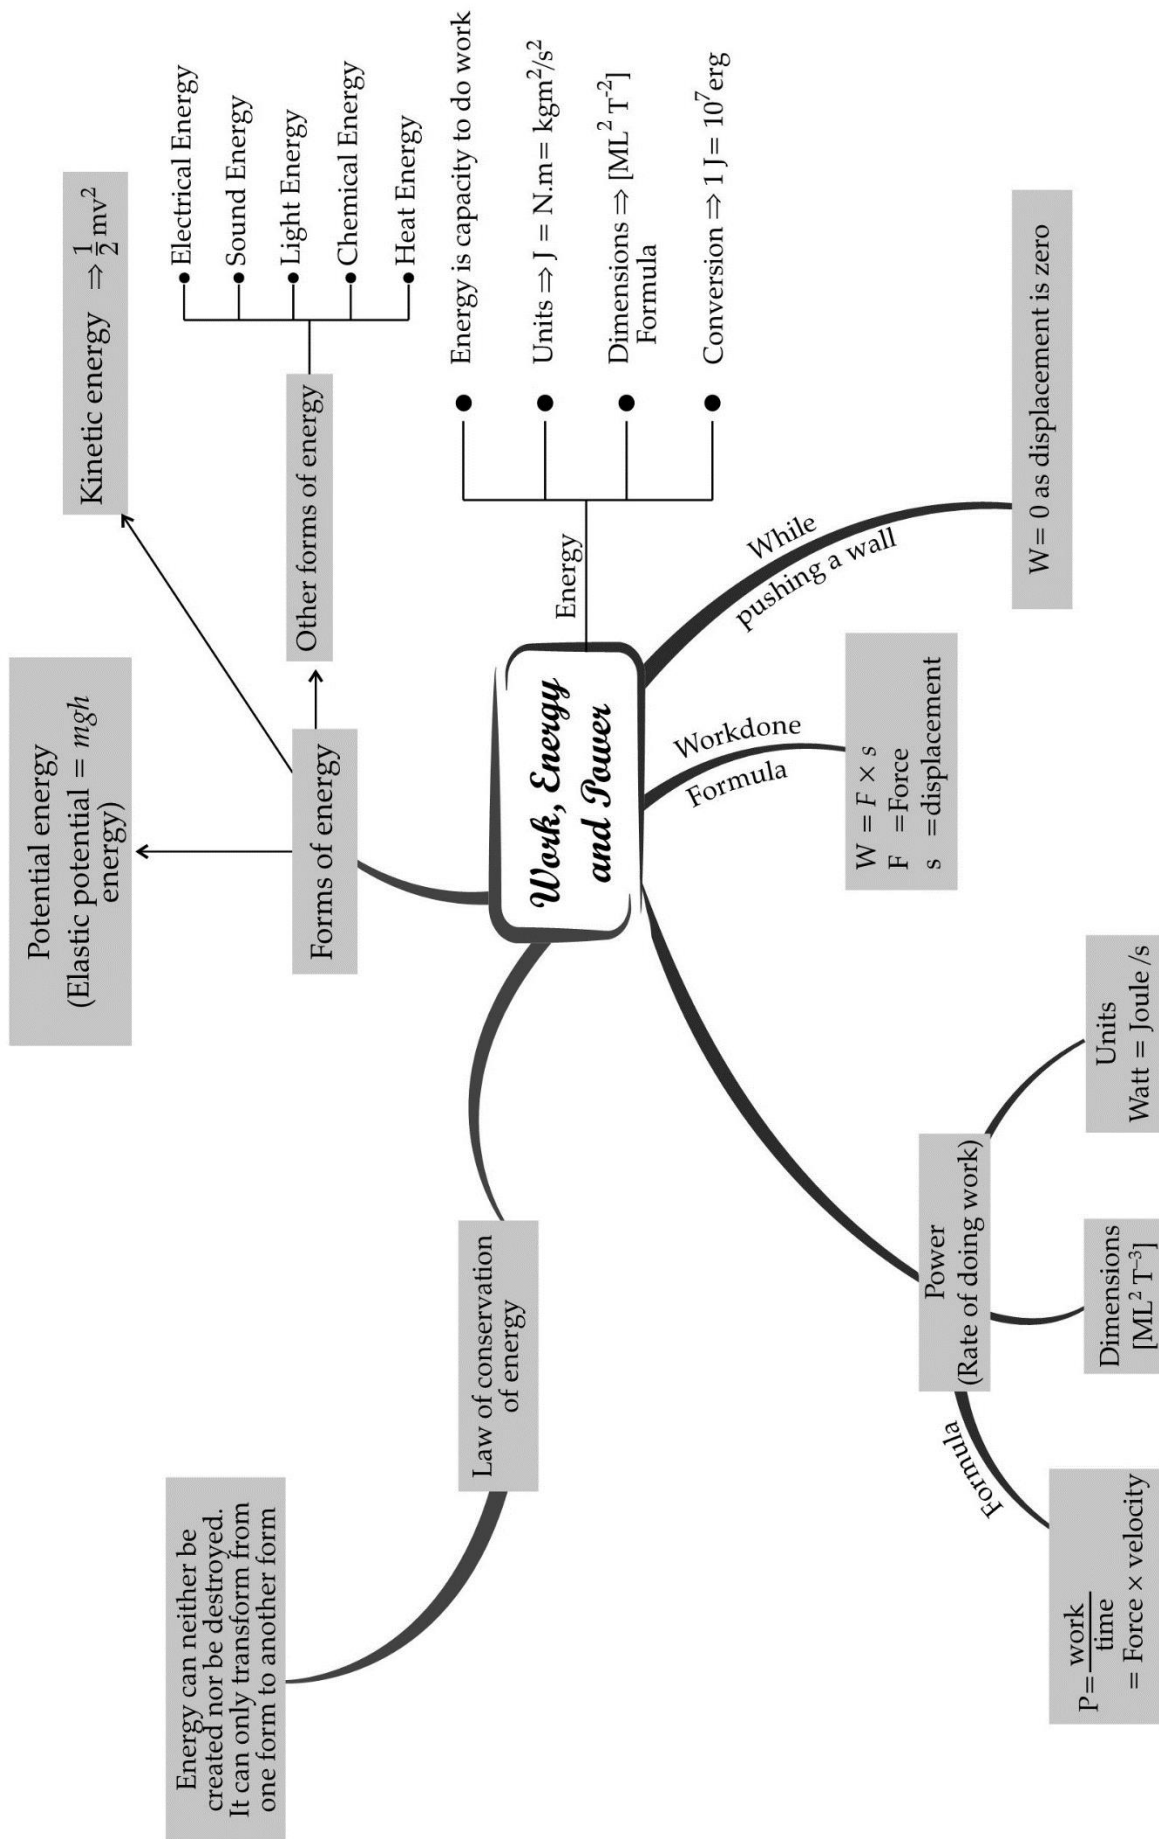 Work, Energy
and Power
Energy
Energy is capacity to do work
Units ⇒ J = N.m = kgm²/s²
Dimensions ⇒ [ML² T⁻²]
Formula
Conversion ⇒ 1 J = 10⁷erg
While
pushing a wall
W = 0 as displacement is zero
Workdone
Formula
W = F × s
F =Force
s =displacement
Power
(Rate of doing work)
Units
Watt = Joule /s
Dimensions
[ML² T⁻³]
Formula
P= work/time
= Force × velocity
Law of conservation
of energy
Energy can neither be
created nor be destroyed.
It can only transform from
one form to another form
Forms of energy
Potential energy
(Elastic potential = mgh
energy)
Kinetic energy ⇒ ½ mv²
Other forms of energy
Electrical Energy
Sound Energy
Light Energy
Chemical Energy
Heat Energy